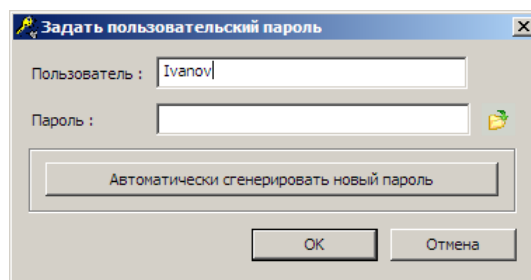 Задать пользовательский пароль
Пользователь : Ivanov
Пароль :
Автоматически сгенерировать новый пароль
OK Отмена